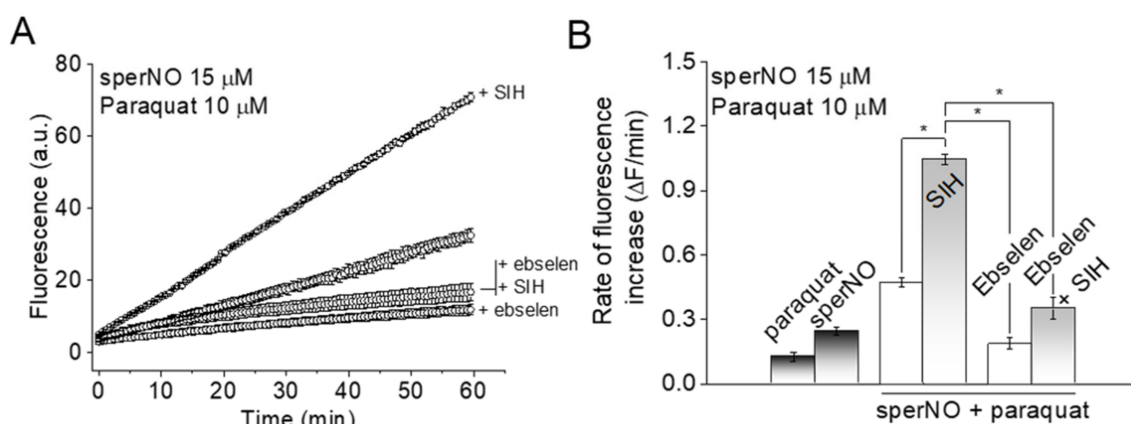 A
sperNO 15 μM
Paraquat 10 μM
80
60
40
20
0
Fluorescence (a.u.)
+ SIH
+ ebselen
+ SIH
+ ebselen
0 10 20 30 40 50 60
Time (min)
B
sperNO 15 μM
Paraquat 10 μM
1.5
1.2
0.9
0.6
0.3
0.0
Rate of fluorescence
increase (ΔF/min)
paraquat
sperNO
*
SIH
*
Ebselen
*
Ebselen
× SIH
sperNO + paraquat